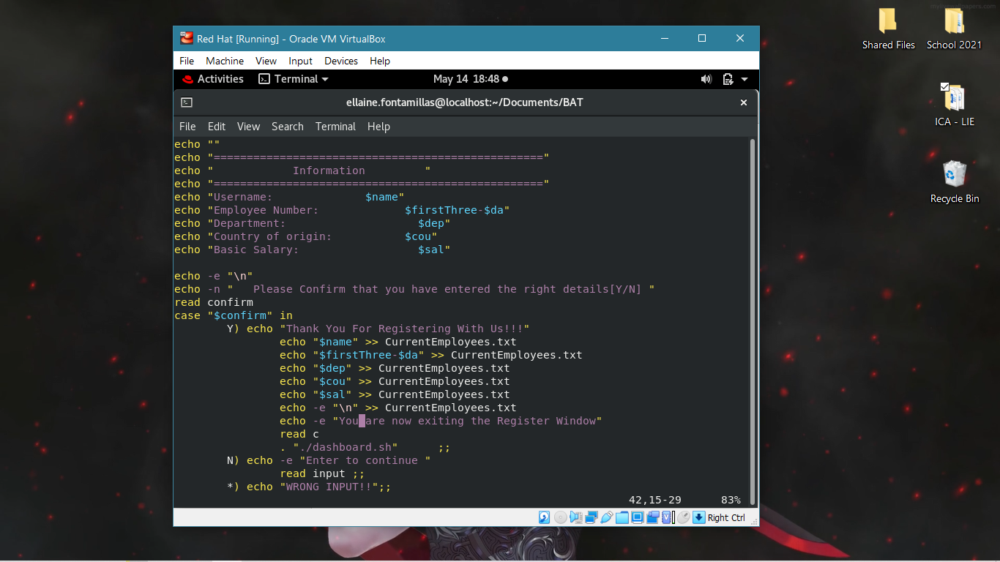 mylivewallpapers.com
Shared Files
School 2021
ICA - LIE
Recycle Bin
Red Hat [Running] - Oracle VM VirtualBox
File Machine View Input Devices Help
Activities Terminal May 14 18:48
ellaine.fontamillas@localhost:~/Documents/BAT
File Edit View Search Terminal Help
echo ""
echo "=================================================="
echo "            Information         "
echo "=================================================="
echo "Username:              $name"
echo "Employee Number:             $firstThree-$da"
echo "Department:                    $dep"
echo "Country of origin:           $cou"
echo "Basic Salary:                  $sal"
echo -e "\n"
echo -n "   Please Confirm that you have entered the right details[Y/N] "
read confirm
case "$confirm" in
        Y) echo "Thank You For Registering With Us!!!"
                echo "$name" >> CurrentEmployees.txt
                echo "$firstThree-$da" >> CurrentEmployees.txt
                echo "$dep" >> CurrentEmployees.txt
                echo "$cou" >> CurrentEmployees.txt
                echo "$sal" >> CurrentEmployees.txt
                echo -e "\n" >> CurrentEmployees.txt
                echo -e "You are now exiting the Register Window"
                read c
                . "./dashboard.sh"      ;;
        N) echo -e "Enter to continue "
                read input ;;
        *) echo "WRONG INPUT!!";;
42,15-29      83%
Right Ctrl